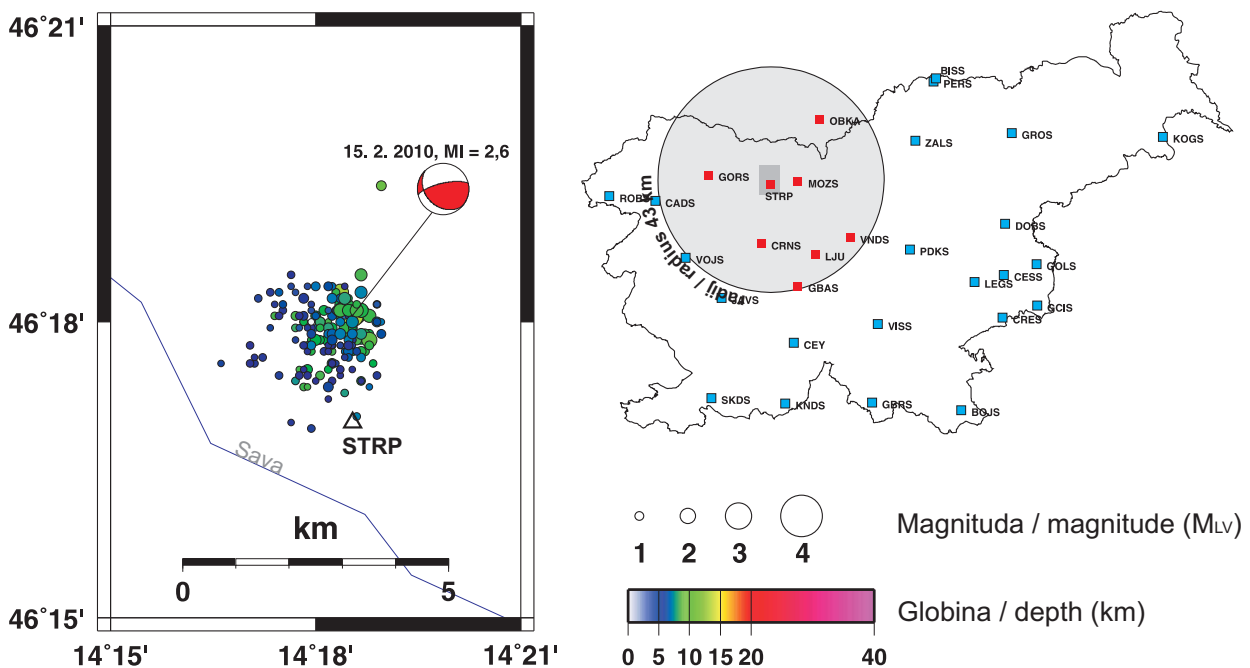 46˚21'
46˚18'
46˚15'
14˚15'
14˚18'
14˚21'
15. 2. 2010, Ml = 2,6
STRP
Sava
km
0
5
BISS
PERS
OBKA
ZALS
GROS
KOGS
GORS
STRP
MOZS
CADS
DOBS
VNDS
CRNS
LJU
PDKS
VOJS
GOLS
CESS
LEGS
GBAS
GCIS
CRES
VISS
CEY
SKDS
KNDS
GBRS
BOJS
radij / radius 43 km
1
2
3
4
Magnituda / magnitude (MLV)
0
5
10
15
20
40
Globina / depth (km)